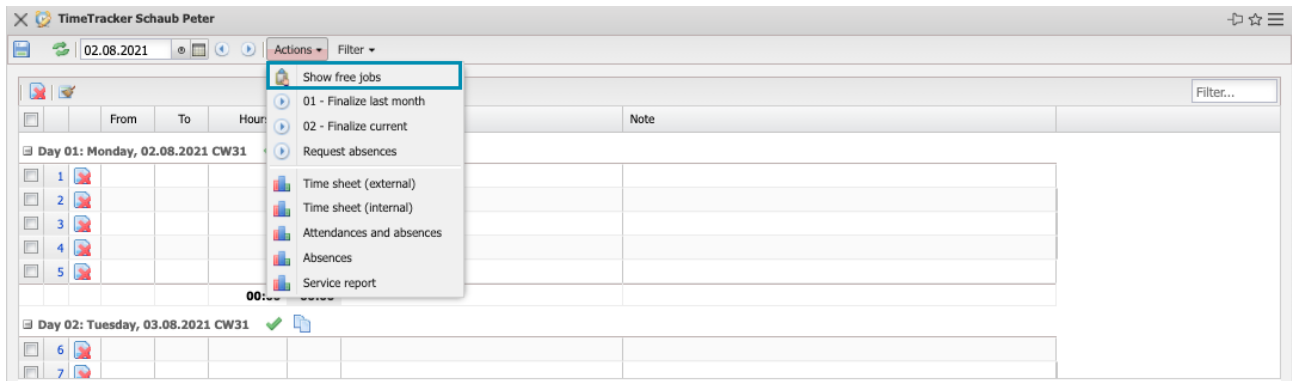 TimeTracker Schaub Peter
02.08.2021 Actions Filter
Show free jobs
01 - Finalize last month
02 - Finalize current
Request absences
Time sheet (external)
Time sheet (internal)
Attendances and absences
Absences
Service report
Filter...
From To Hour Note
Day 01: Monday, 02.08.2021 CW31
1
2
3
4
5
Day 02: Tuesday, 03.08.2021 CW31
6
7